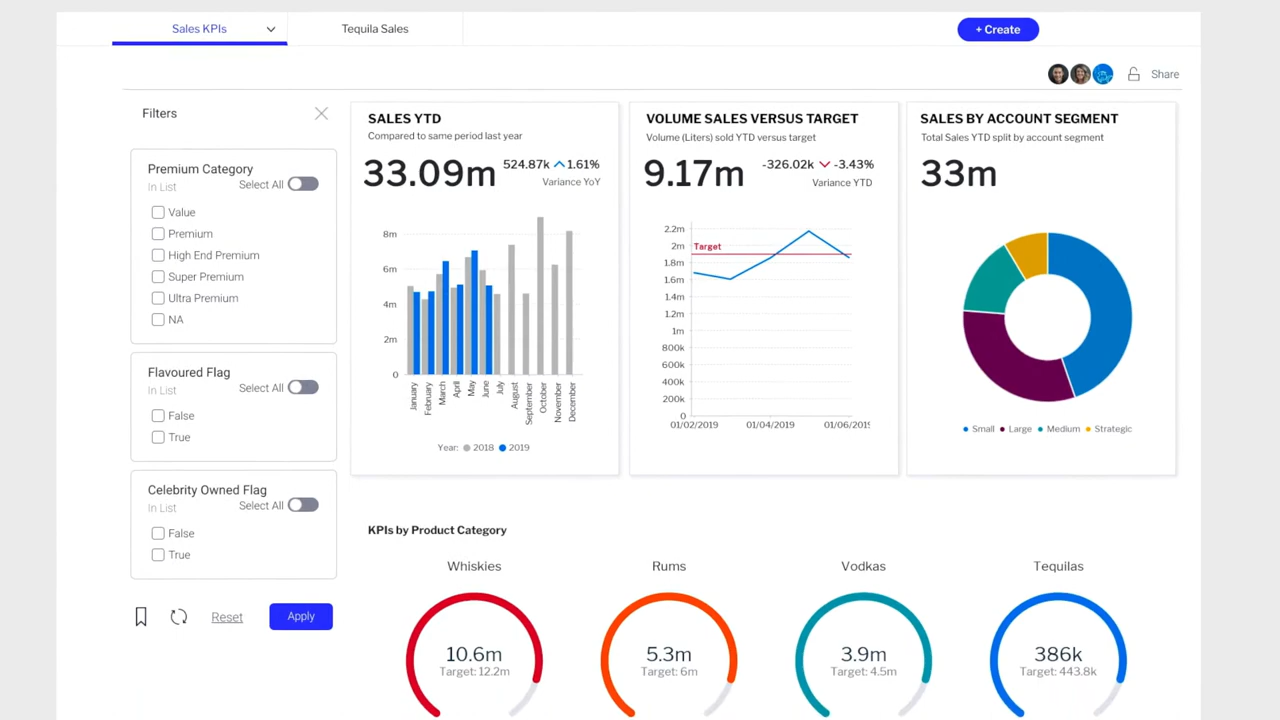 Sales KPIs
Tequila Sales
+ Create
Share
Filters
Premium Category
In List
Select All
Value
Premium
High End Premium
Super Premium
Ultra Premium
NA
Flavoured Flag
In List
Select All
False
True
Celebrity Owned Flag
In List
Select All
False
True
Reset
Apply
SALES YTD
Compared to same period last year
33.09m
524.87k 1.61%
Variance YoY
8m
6m
4m
2m
0
January
February
March
April
May
June
July
August
September
October
November
December
Year: 2018 2019
VOLUME SALES VERSUS TARGET
Volume (Liters) sold YTD versus target
9.17m
-326.02k -3.43%
Variance YTD
2.2m
2m
Target
1.8m
1.6m
1.4m
1.2m
1m
800k
600k
400k
200k
0
01/02/2019 01/04/2019 01/06/2019
SALES BY ACCOUNT SEGMENT
Total Sales YTD split by account segment
33m
Small Large Medium Strategic
KPIs by Product Category
Whiskies
10.6m
Target: 12.2m
Rums
5.3m
Target: 6m
Vodkas
3.9m
Target: 4.5m
Tequilas
386k
Target: 443.8k